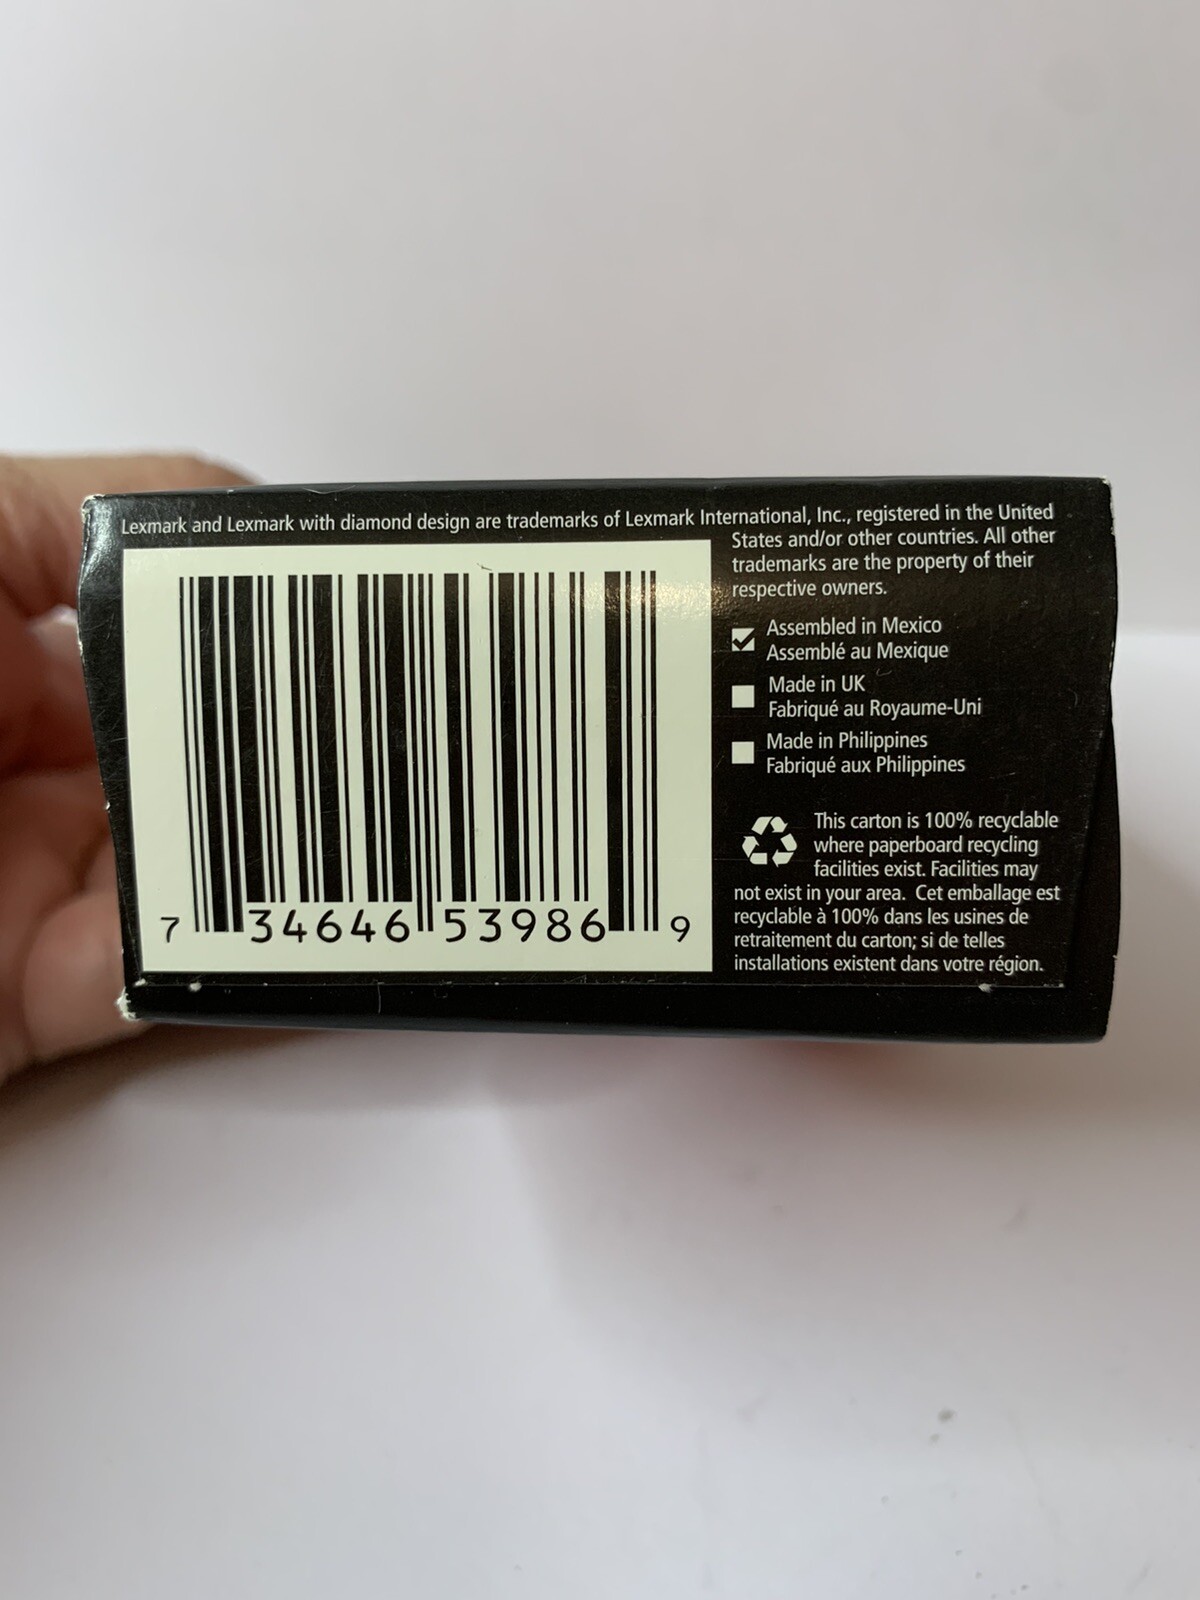 Lexmark and Lexmark with diamond design are trademarks of Lexmark International, Inc., registered in the United
States and/or other countries. All other
trademarks are the property of their
respective owners.
Assembled in Mexico
Assemblé au Mexique
Made in UK
Fabriqué au Royaume-Uni
Made in Philippines
Fabriqué aux Philippines
This carton is 100% recyclable
where paperboard recycling
facilities exist. Facilities may
not exist in your area. Cet emballage est
recyclable à 100% dans les usines de
retraitement du carton; si de telles
installations existent dans votre région.
7 34646 53986 9